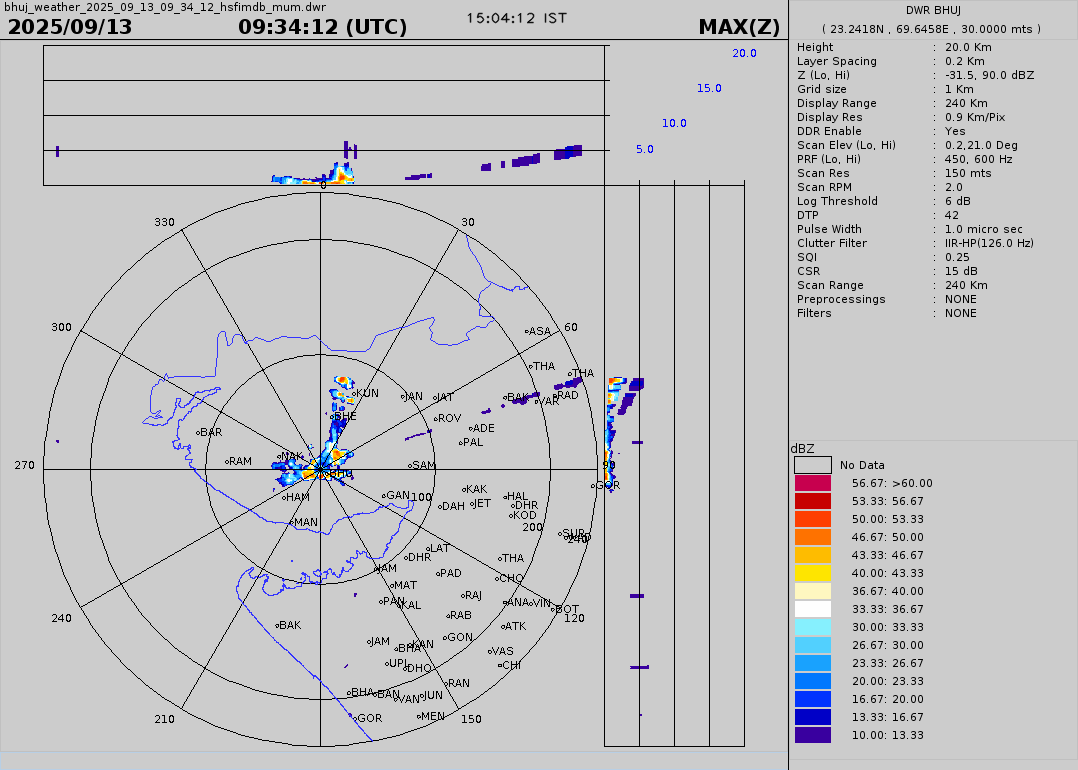 bhuj_weather_2025_09_13_09_34_12_hsfimdb_mum.dwr
2025/09/13
09:34:12 (UTC)
15:04:12 IST
MAX(Z)
20.0
15.0
10.0
5.0
0
30
60
90
120
150
210
240
270
300
330
100
200
240
ASA
THA
THA
BAK
VAR
RAD
KUN
JAN
JAT
BHE
ROV
ADE
PAL
BAR
RAM
NAK
BHU
SAM
GOR
HAM
GAN
KAK
HAL
DAH
JET
DHR
KOD
MAN
SUR
LAT
DHR
THA
JAM
PAD
CHO
MAT
RAJ
PAN
KAL
ANA
VIN
BOT
RAB
BAK
ATK
JAM
KAN
GON
BHA
VAS
UPL
DHO
CHI
RAN
BHA
BAN
VAN
JUN
GOR
MEN
DWR BHUJ
( 23.2418N , 69.6458E , 30.0000 mts )
Height : 20.0 Km
Layer Spacing : 0.2 Km
Z (Lo, Hi) : -31.5, 90.0 dBZ
Grid size : 1 Km
Display Range : 240 Km
Display Res : 0.9 Km/Pix
DDR Enable : Yes
Scan Elev (Lo, Hi) : 0.2,21.0 Deg
PRF (Lo, Hi) : 450, 600 Hz
Scan Res : 150 mts
Scan RPM : 2.0
Log Threshold : 6 dB
DTP : 42
Pulse Width : 1.0 micro sec
Clutter Filter : IIR-HP(126.0 Hz)
SQI : 0.25
CSR : 15 dB
Scan Range : 240 Km
Preprocessings : NONE
Filters : NONE
dBZ
No Data
56.67: >60.00
53.33: 56.67
50.00: 53.33
46.67: 50.00
43.33: 46.67
40.00: 43.33
36.67: 40.00
33.33: 36.67
30.00: 33.33
26.67: 30.00
23.33: 26.67
20.00: 23.33
16.67: 20.00
13.33: 16.67
10.00: 13.33